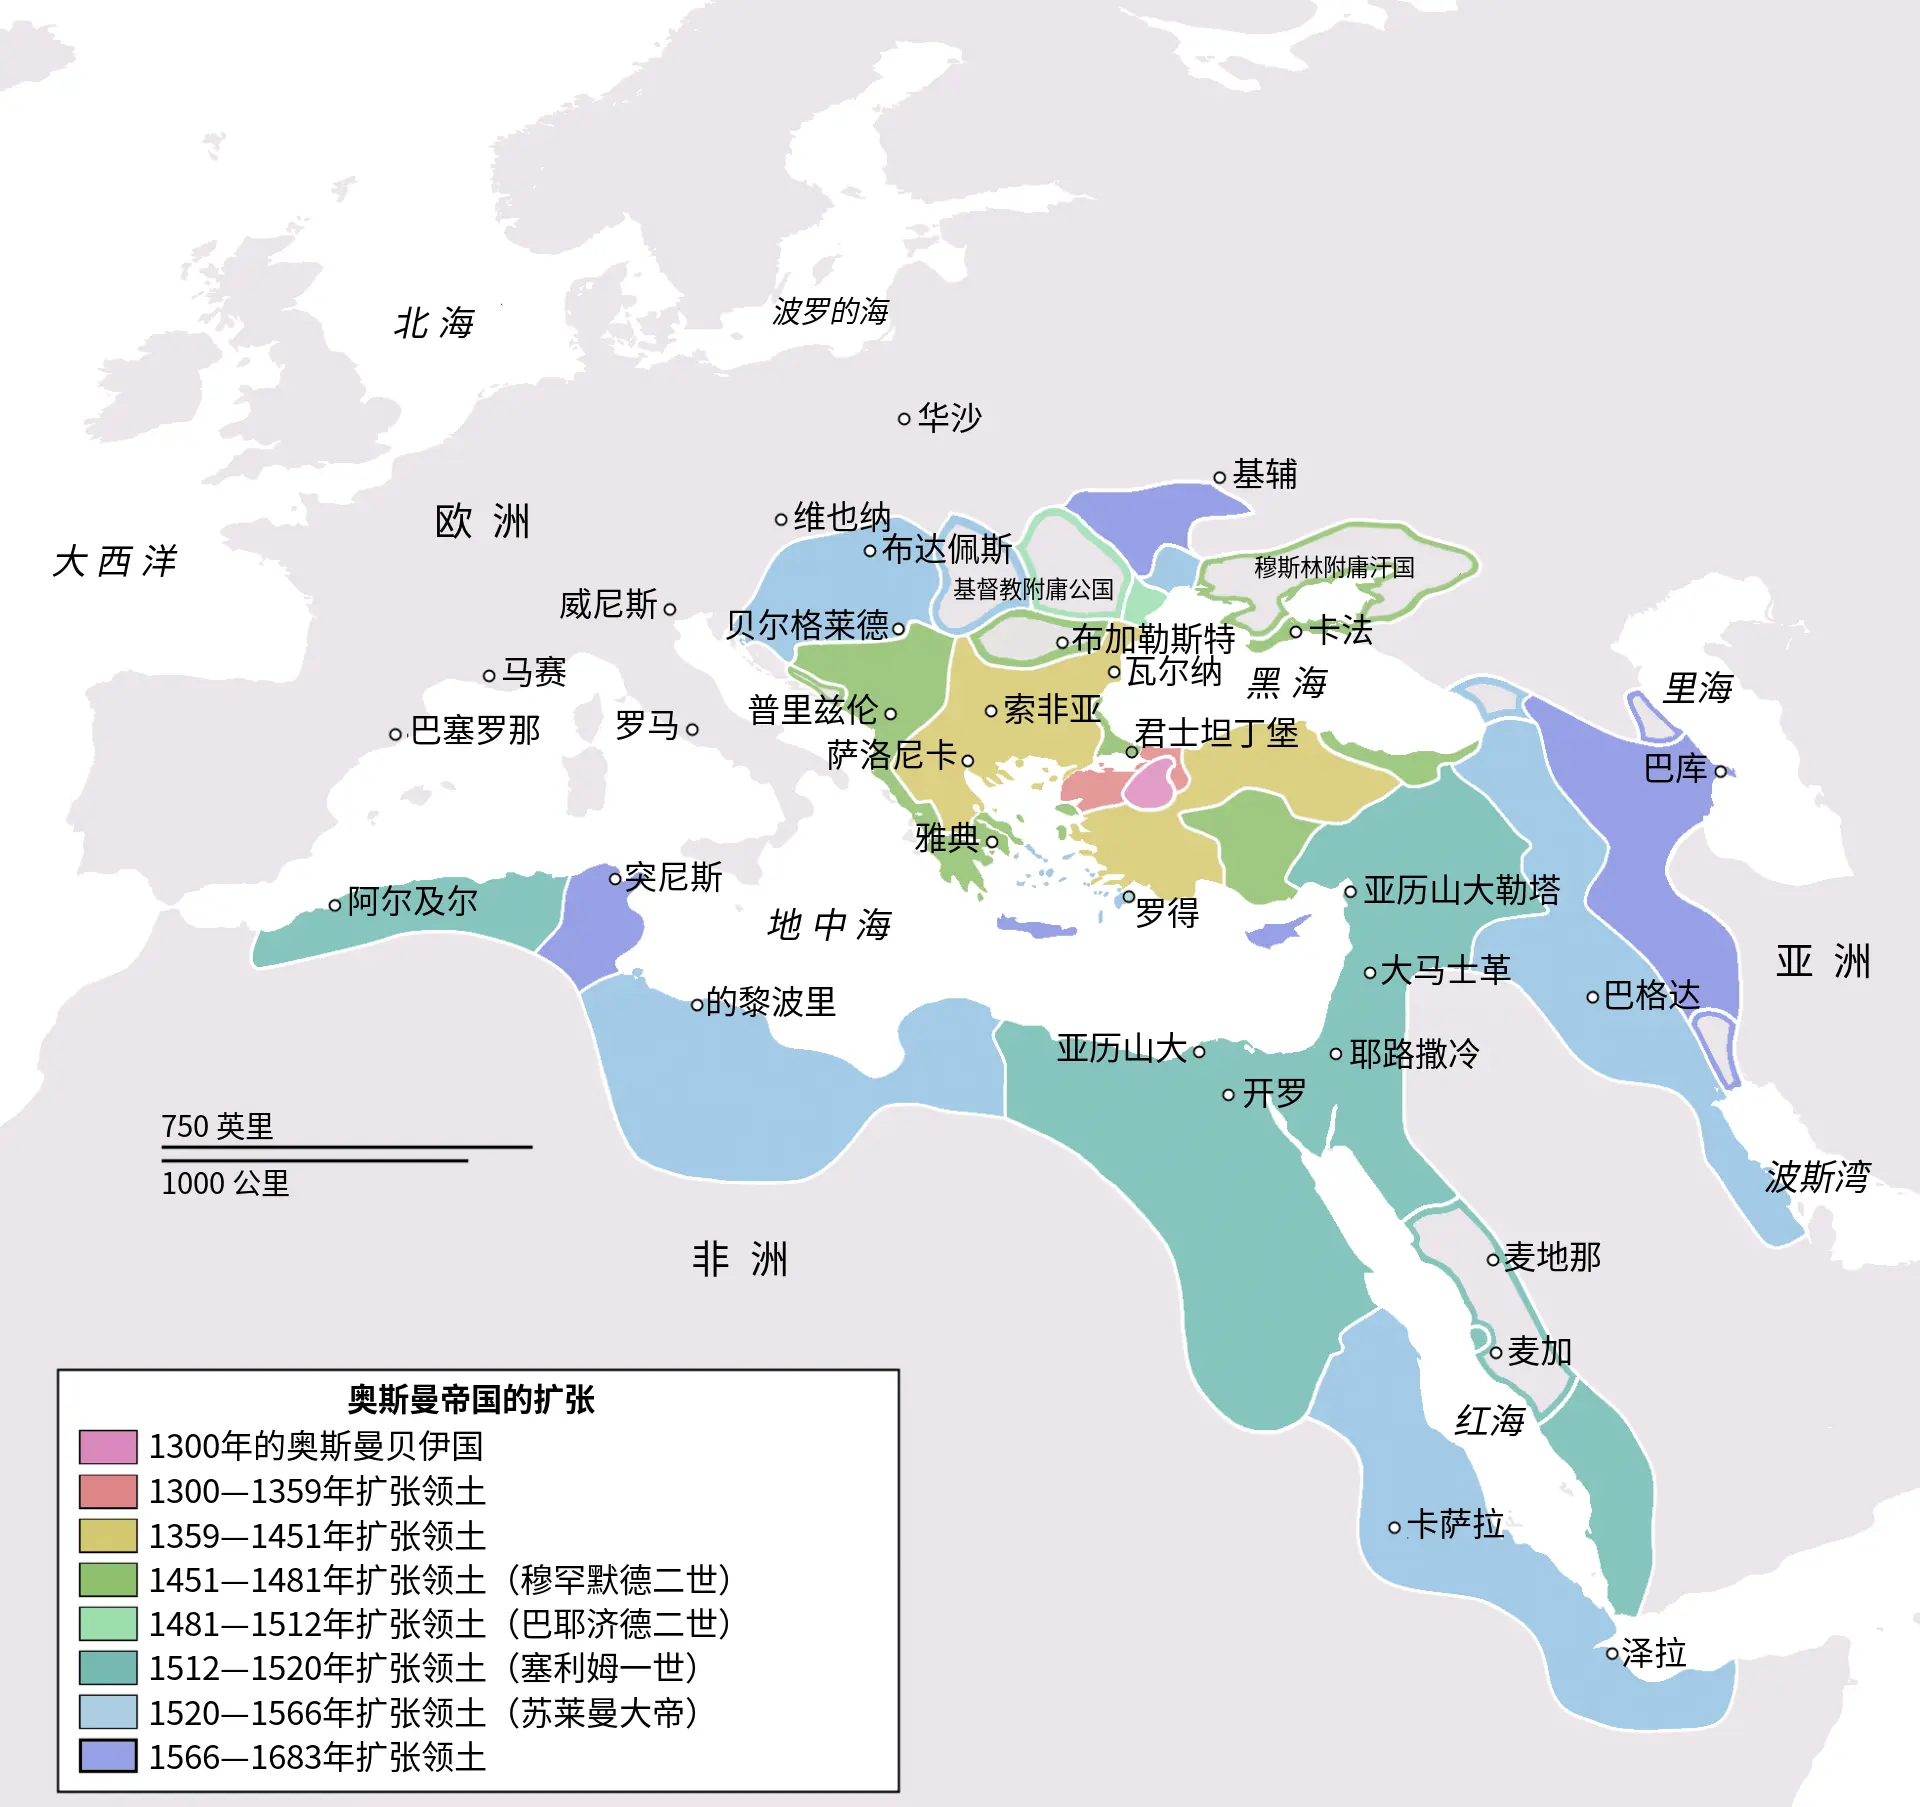 北 海
波罗的海
华沙
基辅
欧 洲
维也纳
布达佩斯
大 西 洋
穆斯林附庸汗国
基督教附庸公国
威尼斯
贝尔格莱德
布加勒斯特
卡法
马赛
瓦尔纳
黑 海
里海
普里兹伦
索非亚
罗马
巴塞罗那
君士坦丁堡
萨洛尼卡
巴库
雅典
突尼斯
阿尔及尔
亚历山大勒塔
罗得
地 中 海
亚 洲
大马士革
巴格达
的黎波里
亚历山大
耶路撒冷
开罗
750 英里
1000 公里
波斯湾
非 洲
麦地那
麦加
红海
卡萨拉
泽拉
奥斯曼帝国的扩张
1300年的奥斯曼贝伊国
1300—1359年扩张领土
1359—1451年扩张领土
1451—1481年扩张领土（穆罕默德二世）
1481—1512年扩张领土（巴耶济德二世）
1512—1520年扩张领土（塞利姆一世）
1520—1566年扩张领土（苏莱曼大帝）
1566—1683年扩张领土